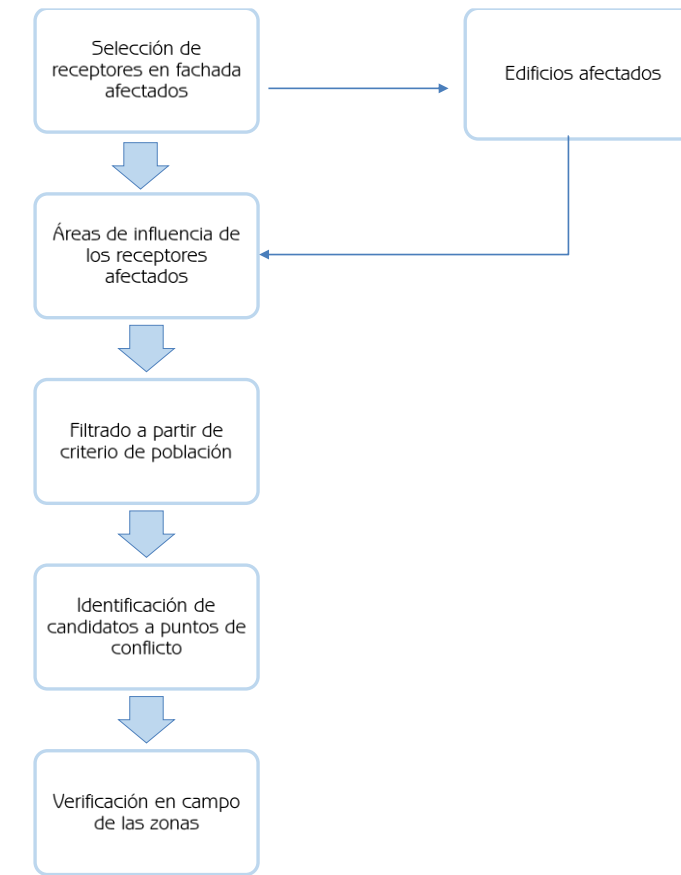 Selección de
receptores en fachada
afectados
Edificios afectados
Áreas de influencia de
los receptores
afectados
Filtrado a partir de
criterio de población
Identificación de
candidatos a puntos de
conflicto
Verificación en campo
de las zonas